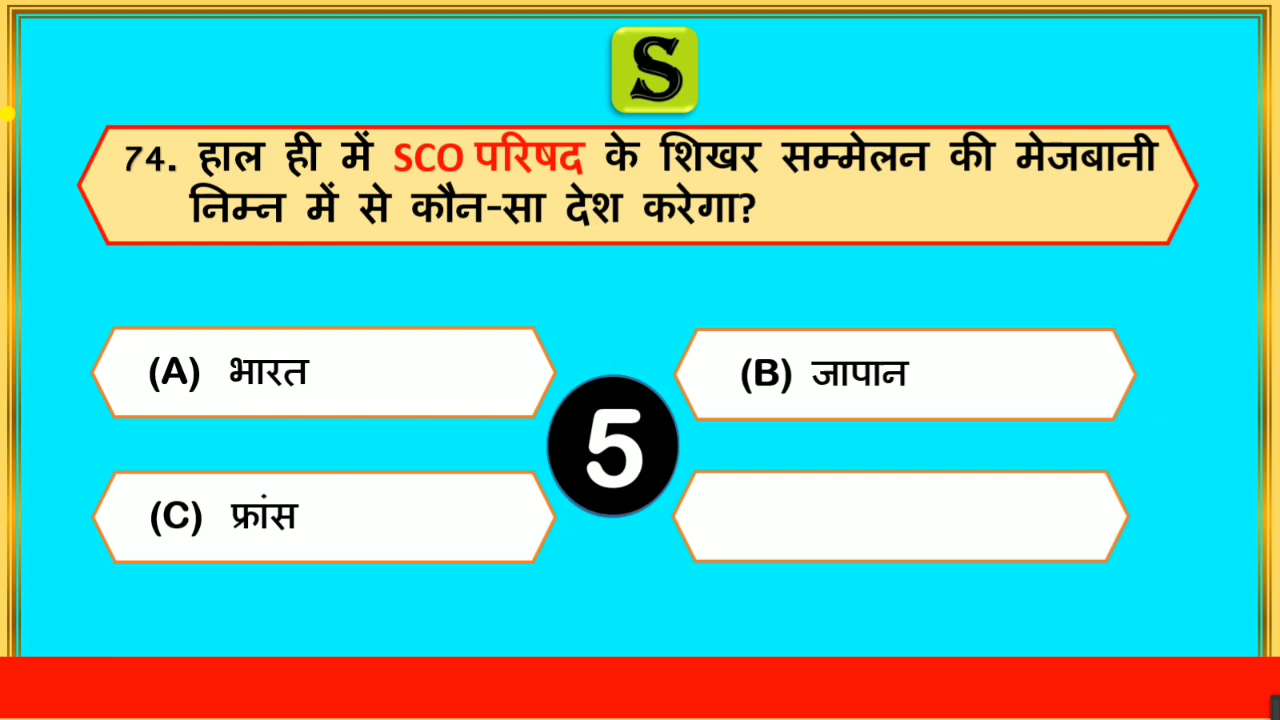 S
74. हाल ही में SCO परिषद के शिखर सम्मेलन की मेजबानी
निम्न में से कौन-सा देश करेगा?
(A) भारत
(B) जापान
5
(C) फ्रांस